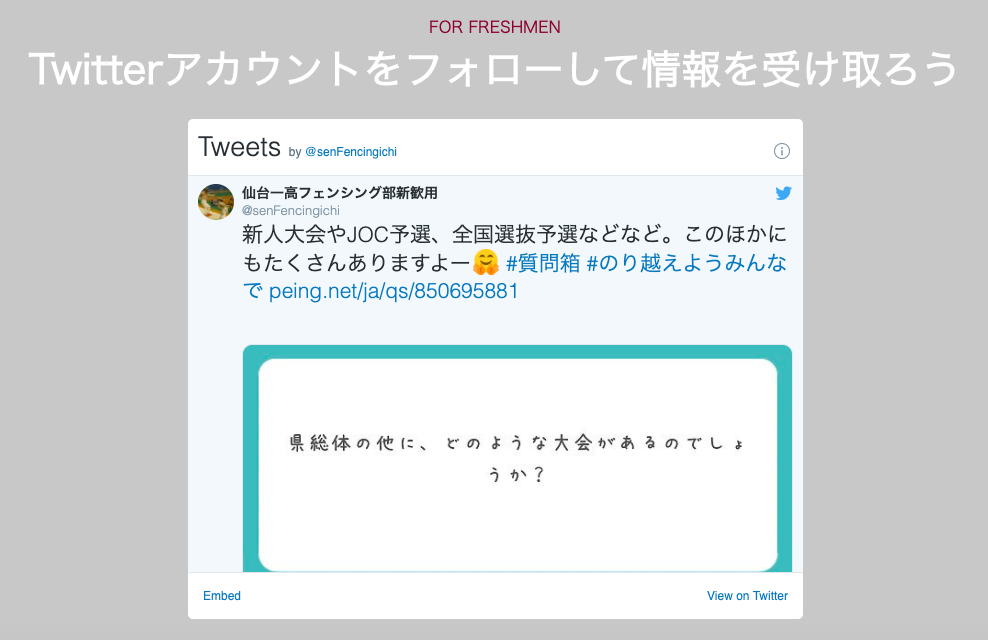 FOR FRESHMEN
Twitterアカウントをフォローして情報を受け取ろう
Tweets by @senFencingichi
仙台一高フェンシング部新歓用
@senFencingichi
新人大会やJOC予選、全国選抜予選などなど。このほかに
もたくさんありますよー🤗 #質問箱 #のり越えようみんな
で peing.net/ja/qs/850695881
県総体の他に、どのような大会があるのでしょ
うか？
Embed
View on Twitter